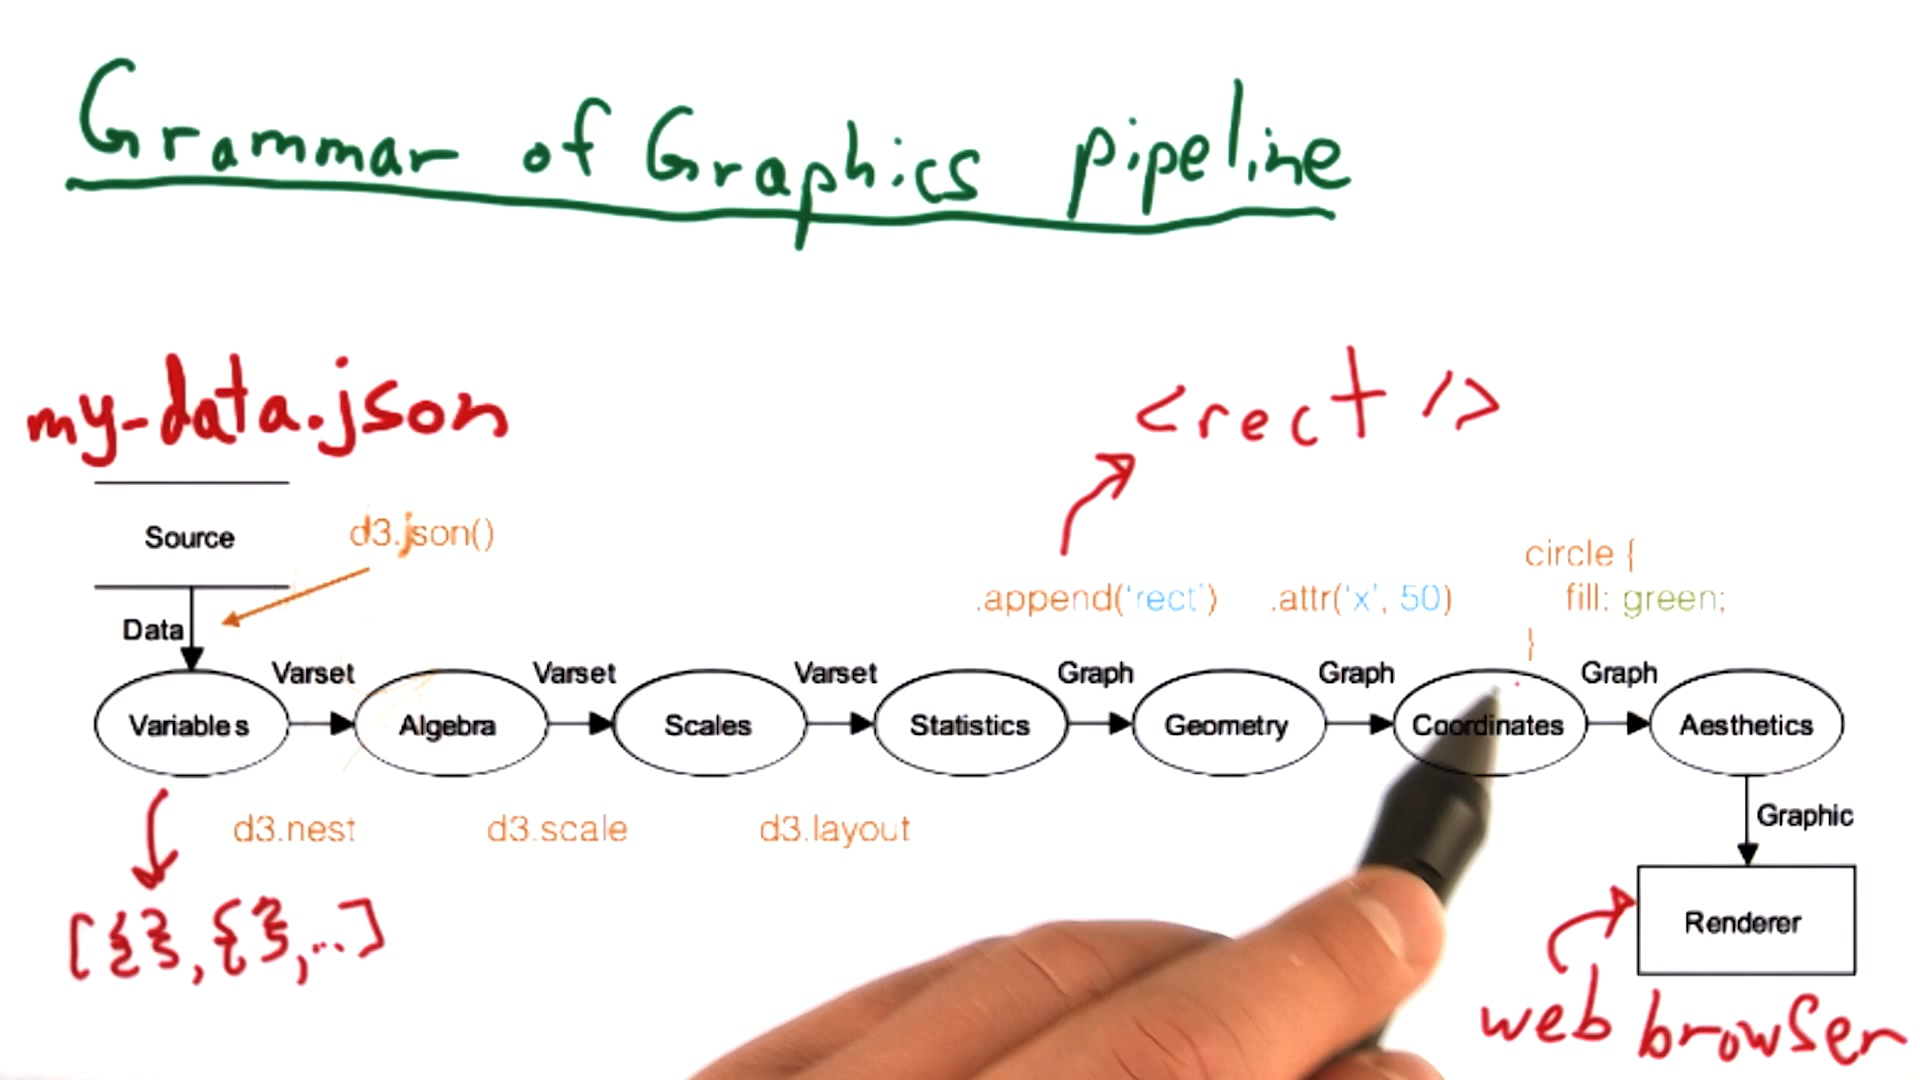 Grammar of Graphics pipeline
my-data.json
<rect />
Source
d3.json()
circle {
fill: green;
}
.append('rect')
.attr('x', 50)
Data
Varset
Varset
Varset
Graph
Graph
Graph
Variables
Algebra
Scales
Statistics
Geometry
Coordinates
Aesthetics
d3.nest
d3.scale
d3.layout
Graphic
[{}, {}, ...]
Renderer
web browser